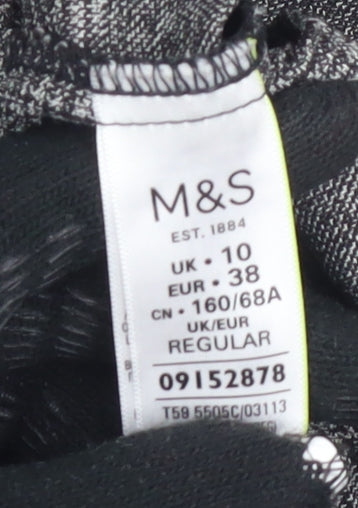 M&S
EST. 1884
UK • 10
EUR • 38
CN • 160/68A
UK/EUR
REGULAR
09152878
T59 5505C/03113